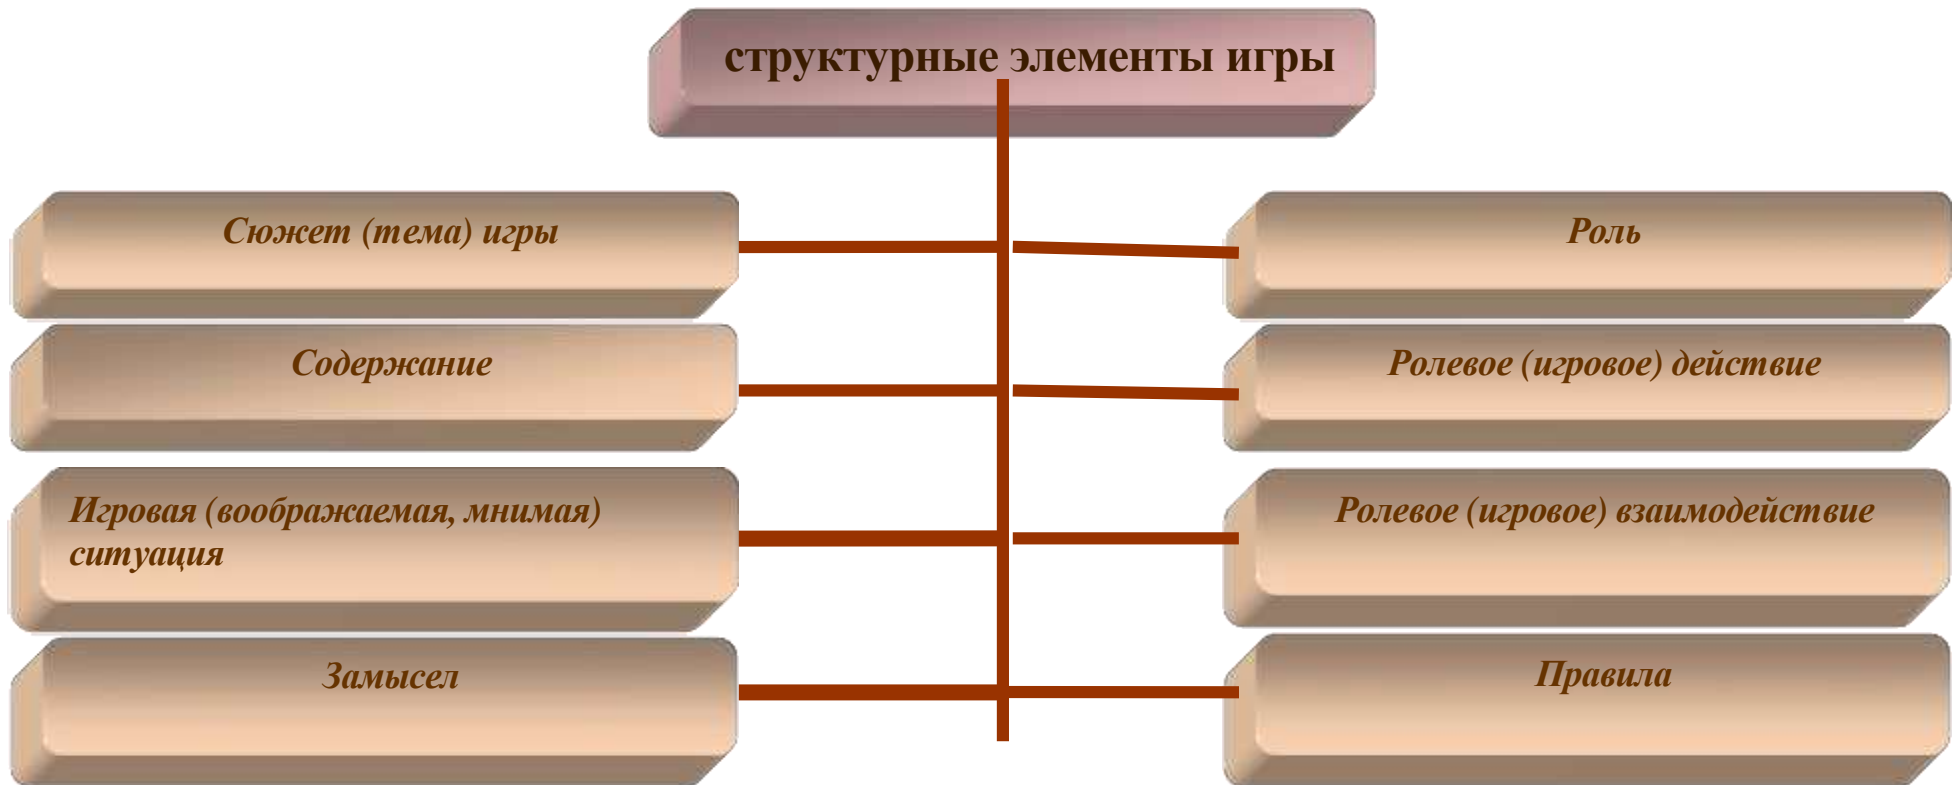 структурные элементы игры
Сюжет (тема) игры
Роль
Содержание
Ролевое (игровое) действие
Игровая (воображаемая, мнимая)
ситуация
Ролевое (игровое) взаимодействие
Замысел
Правила